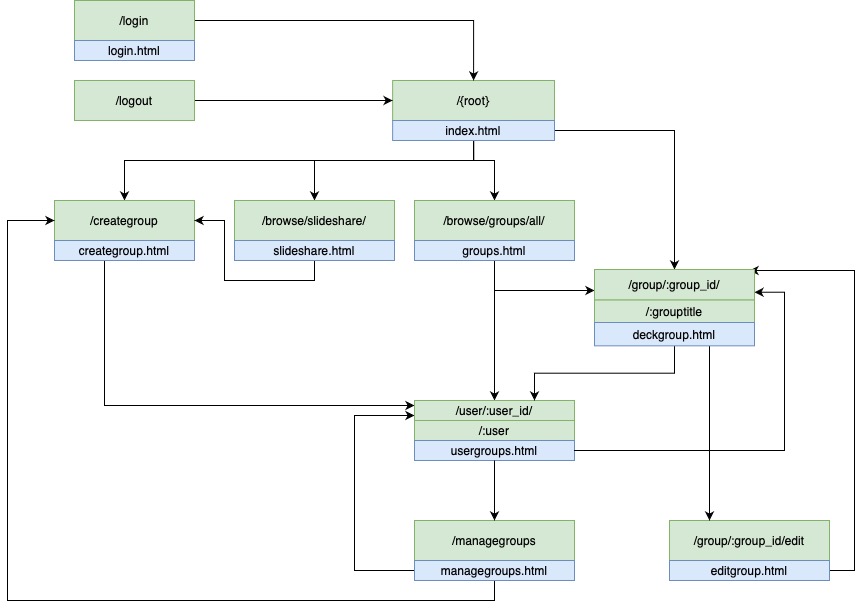 /login
login.html
/logout
/{root}
index.html
/creategroup
creategroup.html
/browse/slideshare/
slideshare.html
/browse/groups/all/
groups.html
/group/:group_id/
/:grouptitle
deckgroup.html
/user/:user_id/
/:user
usergroups.html
/managegroups
managegroups.html
/group/:group_id/edit
editgroup.html